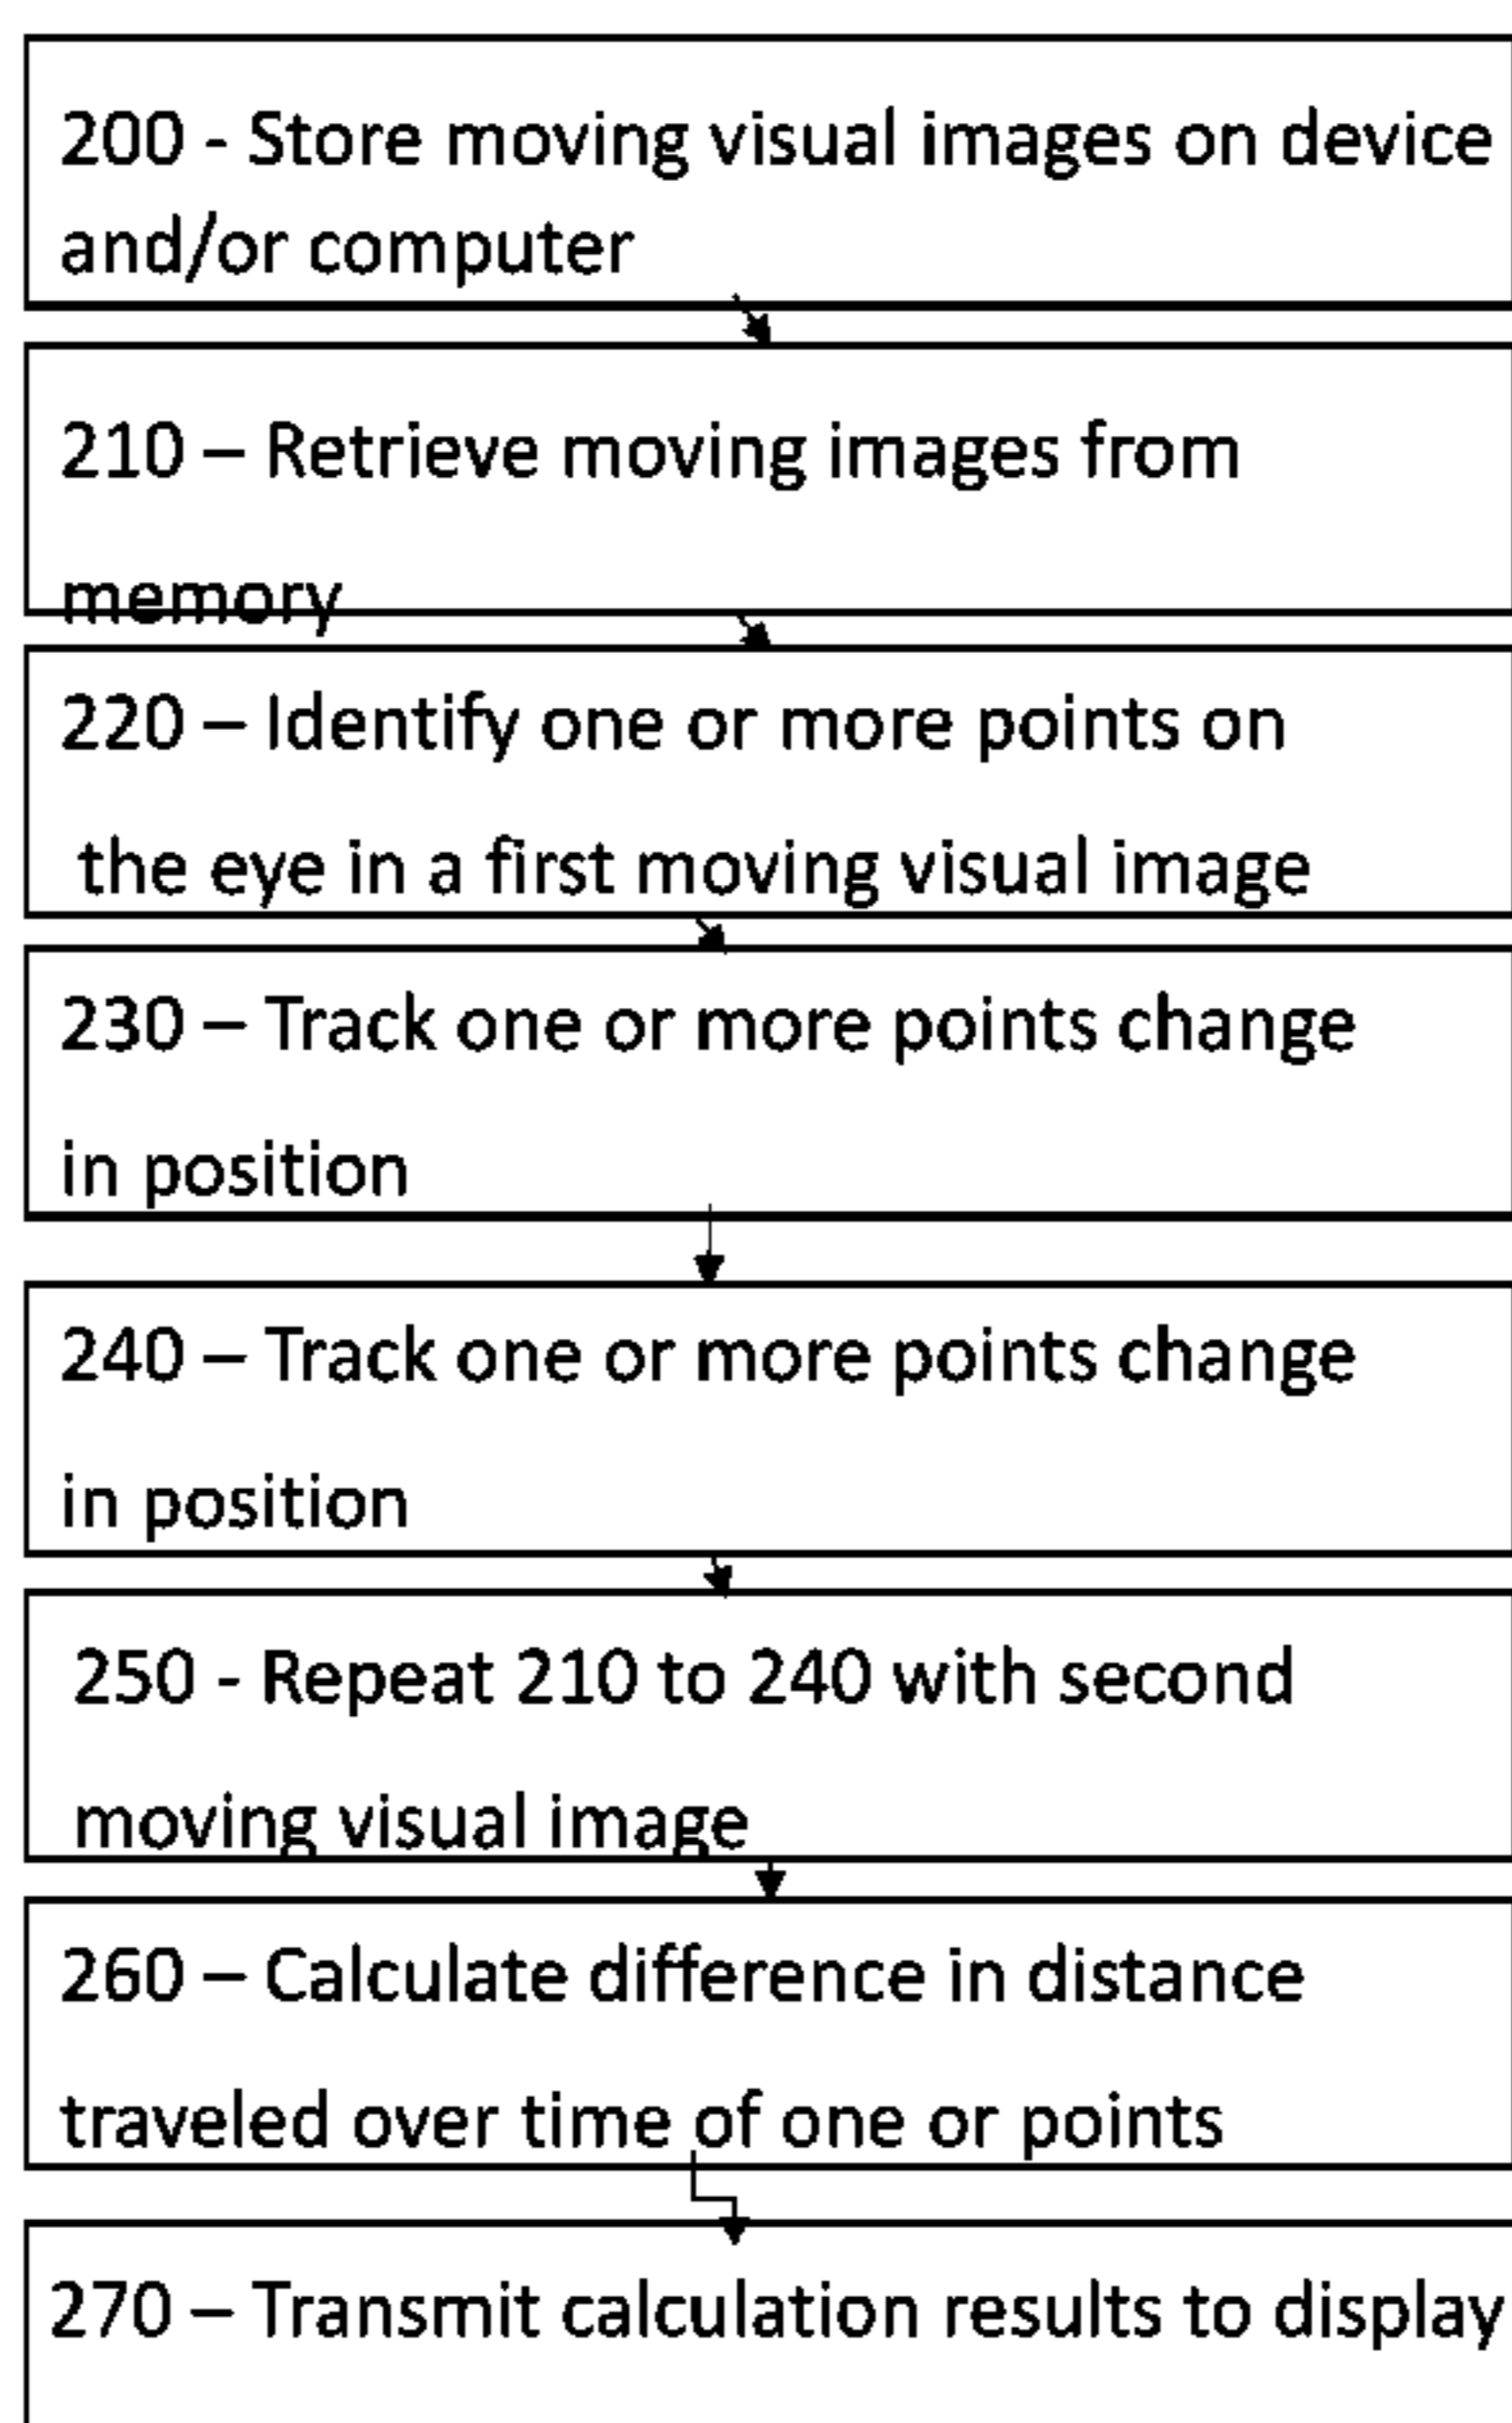 200 - Store moving visual images on device
and/or computer
210 – Retrieve moving images from
memory
220 – Identify one or more points on
the eye in a first moving visual image
230 – Track one or more points change
in position
240 – Track one or more points change
in position
250 - Repeat 210 to 240 with second
moving visual image
260 – Calculate difference in distance
traveled over time of one or points
270 – Transmit calculation results to display